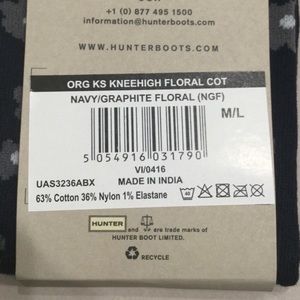 +1 (0) 877 495 1500
information@hunterboots.com
WWW.HUNTERBOOTS.COM
ORG KS KNEEHIGH FLORAL COT
NAVY/GRAPHITE FLORAL (NGF)
M/L
5 054916 031790
VI/0416
UAS3236ABX MADE IN INDIA
63% Cotton 36% Nylon 1% Elastane
40
HUNTER and are trade marks of
HUNTER BOOT LIMITED.
RECYCLE